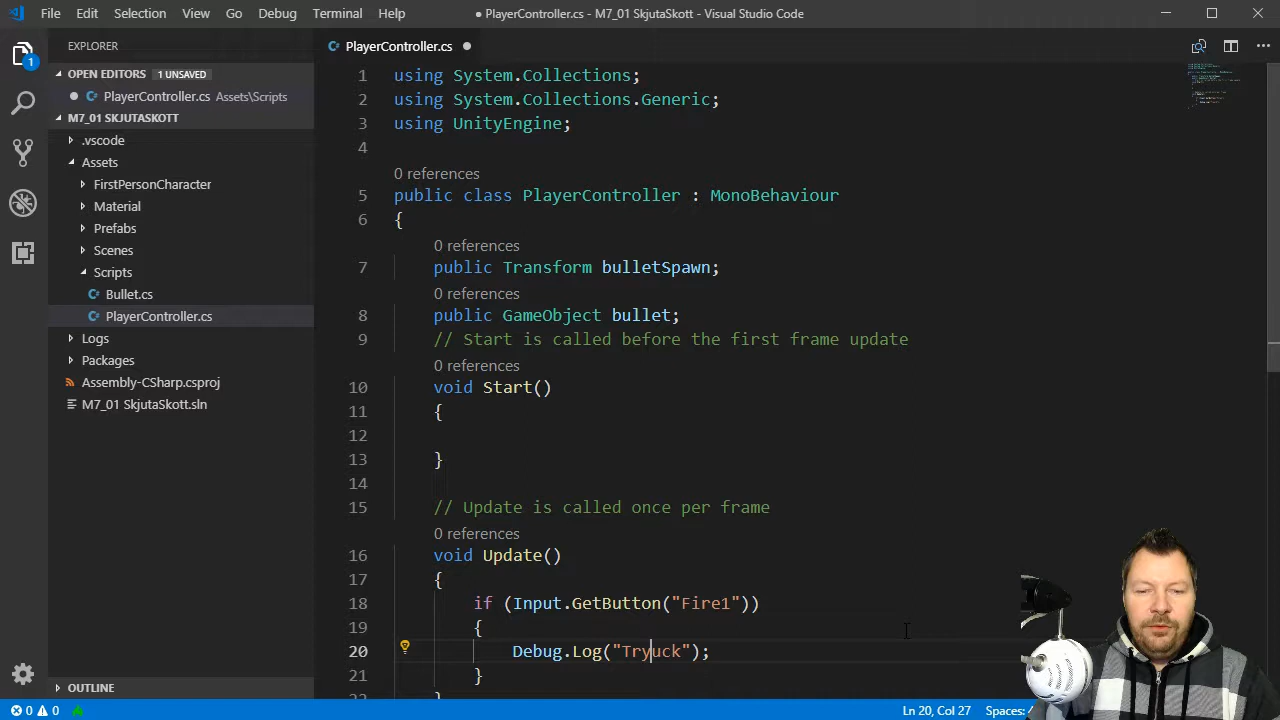 File Edit Selection View Go Debug Terminal Help
● PlayerController.cs - M7_01 SkjutaSkott - Visual Studio Code
EXPLORER
OPEN EDITORS 1 UNSAVED
PlayerController.cs Assets\Scripts
M7_01 SKJUTASKOTT
.vscode
Assets
FirstPersonCharacter
Material
Prefabs
Scenes
Scripts
Bullet.cs
PlayerController.cs
Logs
Packages
Assembly-CSharp.csproj
M7_01 SkjutaSkott.sln
OUTLINE
1
PlayerController.cs
1 using System.Collections;
2 using System.Collections.Generic;
3 using UnityEngine;
4
0 references
5 public class PlayerController : MonoBehaviour
6 {
0 references
7 public Transform bulletSpawn;
0 references
8 public GameObject bullet;
9 // Start is called before the first frame update
0 references
10 void Start()
11 {
12
13 }
14
15 // Update is called once per frame
0 references
16 void Update()
17 {
18 if (Input.GetButton("Fire1"))
19 {
20 Debug.Log("Tryuck");
21 }
22 }
0 0
Ln 20, Col 27 Spaces: